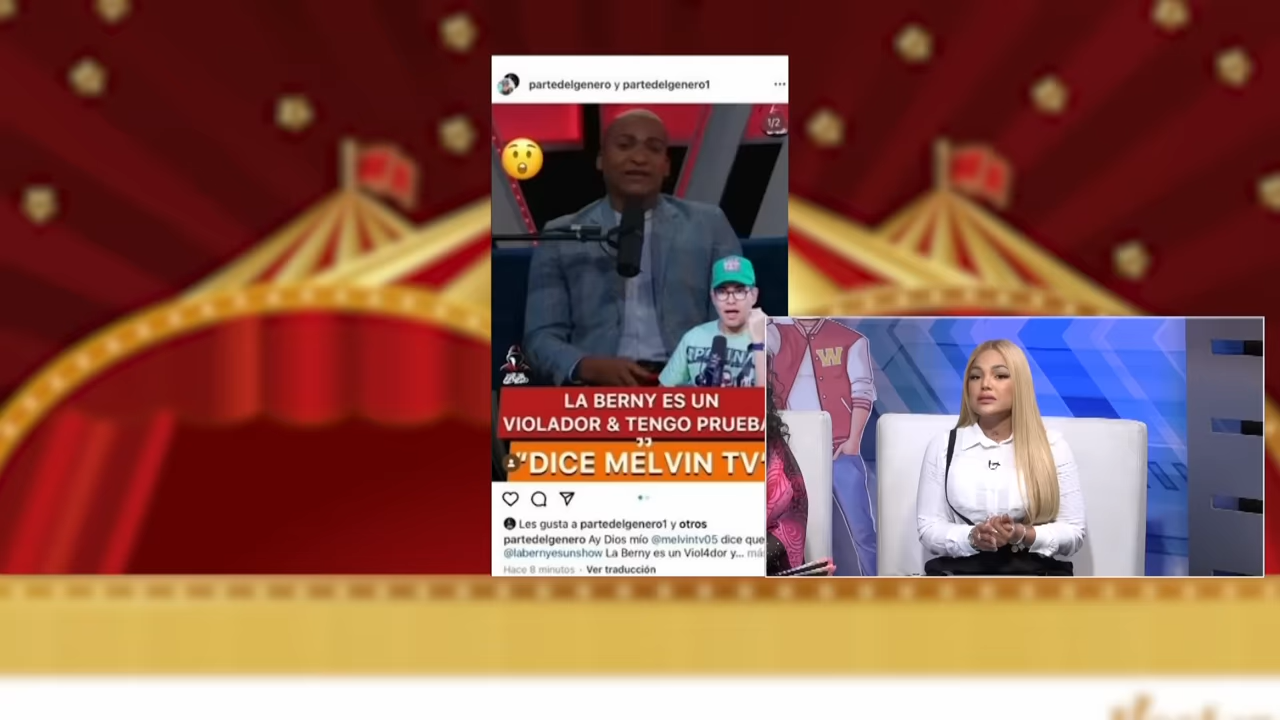 partedelgenero y partedelgenero1
1/2
LA BERNY ES UN
VIOLADOR & TENGO PRUEBA
"DICE MELVIN TV"
Les gusta a partedelgenero1 y otros
partedelgenero Ay Dios mío @melvintv05 dice que
@labernyesunshow La Berny es un Viol4dor y... má
Hace 8 minutos · Ver traducción
W